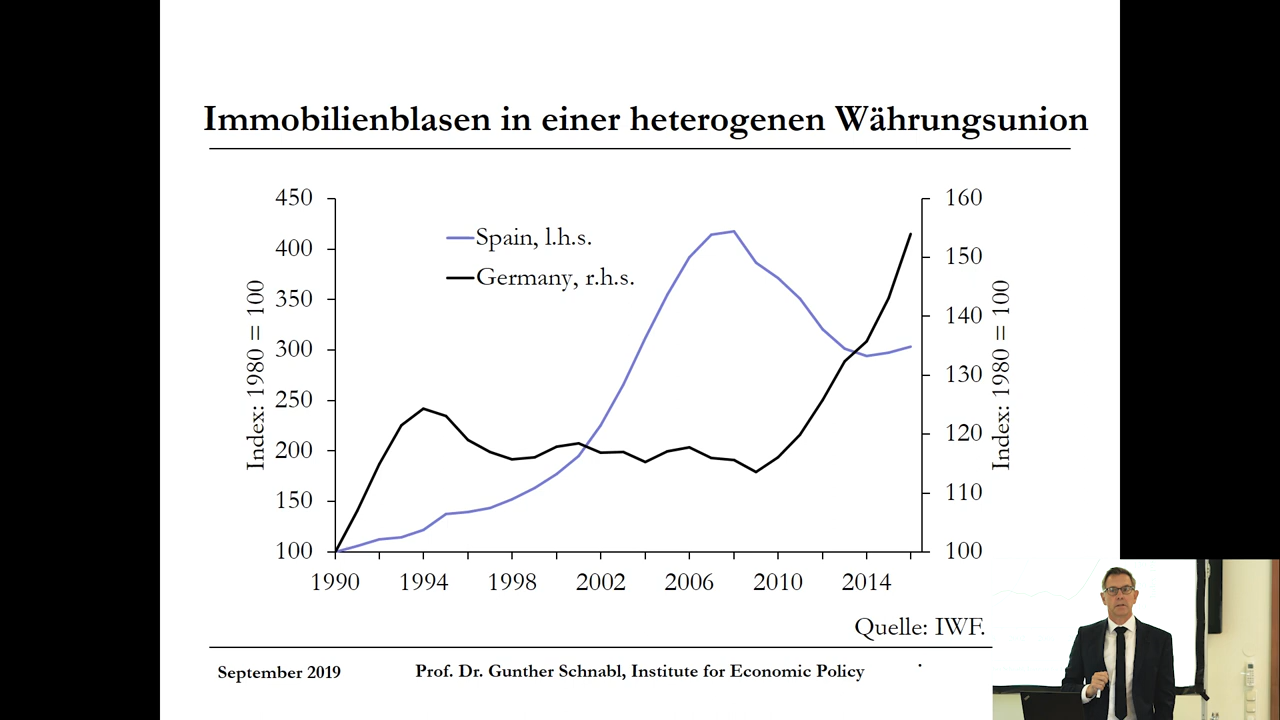 Immobilienblasen in einer heterogenen Währungsunion
450
400
350
300
250
200
150
100
Index: 1980 = 100
Spain, l.h.s.
Germany, r.h.s.
160
150
140
130
120
110
100
Index: 1980 = 100
1990 1994 1998 2002 2006 2010 2014
Quelle: IWF.
September 2019 Prof. Dr. Gunther Schnabl, Institute for Economic Policy